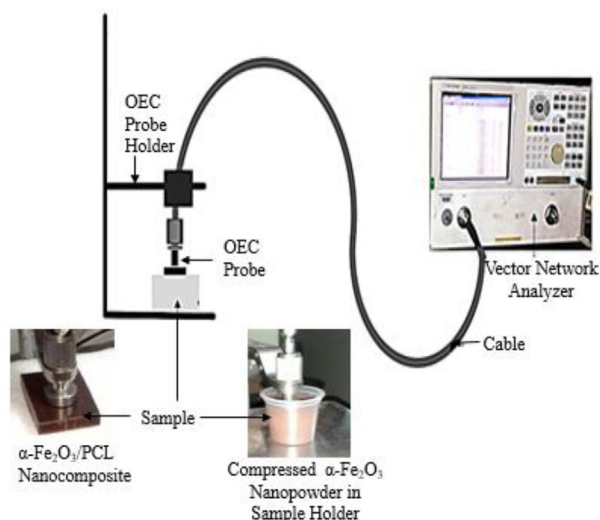 OEC
Probe
Holder
OEC
Probe
Vector Network
Analyzer
Cable
Sample
α-Fe₂O₃/PCL
Nanocomposite
Compressed α-Fe₂O₃
Nanopowder in
Sample Holder